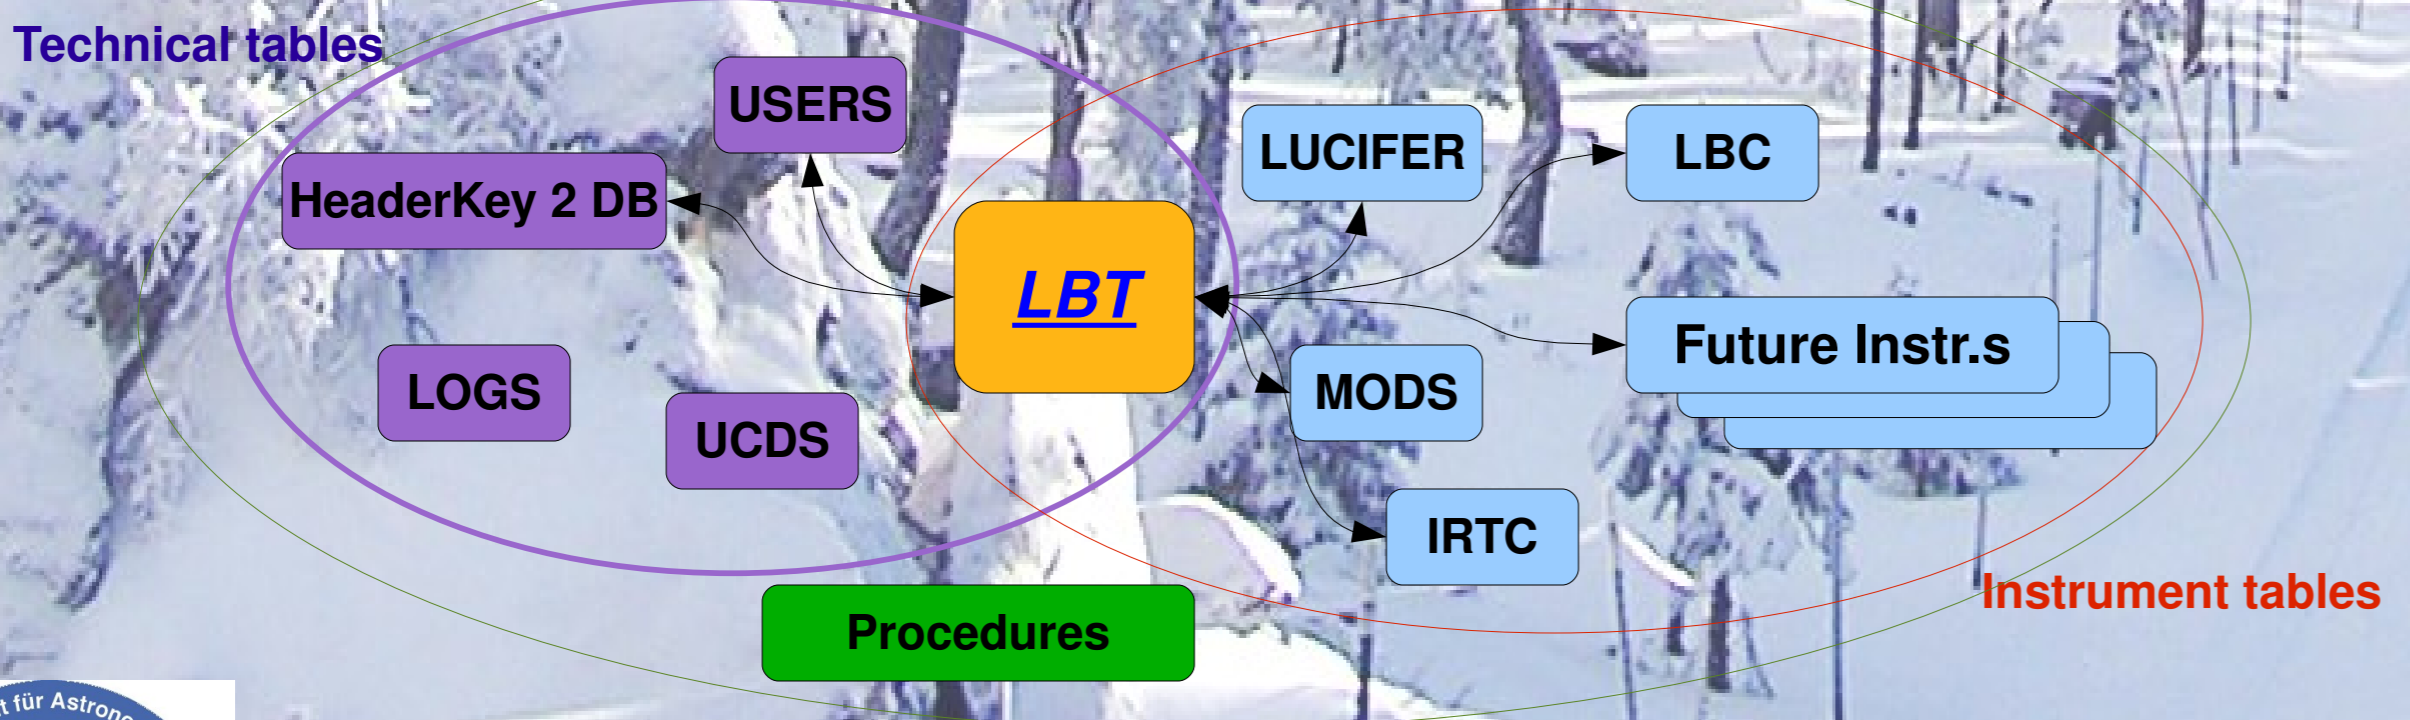 Technical tables
USERS
HeaderKey 2 DB
LUCIFER
LBC
LBT
Future Instr.s
LOGS
MODS
UCDS
IRTC
Instrument tables
Procedures
für Astron